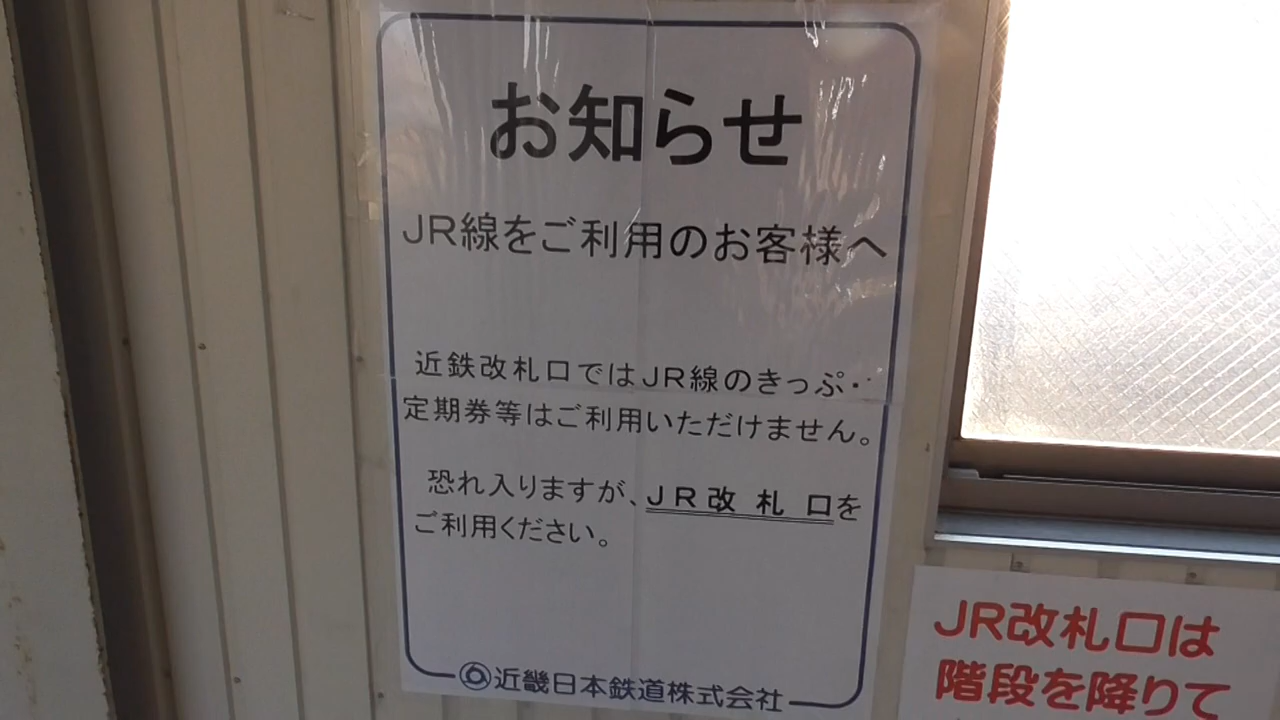 お知らせ
JR線をご利用のお客様へ
近鉄改札口ではJR線のきっぷ・
定期券等はご利用いただけません。
恐れ入りますが、JR改札口を
ご利用ください。
近畿日本鉄道株式会社
JR改札口は
階段を降りて